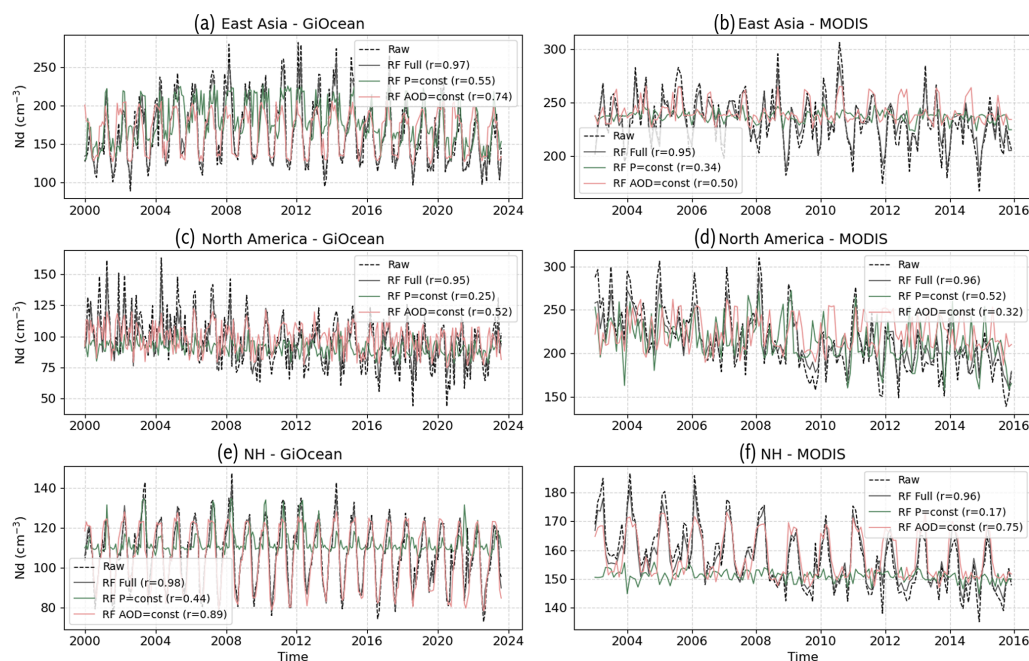 (a) East Asia - GiOcean
Nd (cm⁻³)
250
200
150
100
Raw
RF Full (r=0.97)
RF P=const (r=0.55)
RF AOD=const (r=0.74)
2000 2004 2008 2012 2016 2020 2024
(b) East Asia - MODIS
300
250
200
Raw
RF Full (r=0.95)
RF P=const (r=0.34)
RF AOD=const (r=0.50)
2004 2006 2008 2010 2012 2014 2016
(c) North America - GiOcean
Nd (cm⁻³)
150
125
100
75
50
Raw
RF Full (r=0.95)
RF P=const (r=0.25)
RF AOD=const (r=0.52)
2000 2004 2008 2012 2016 2020 2024
(d) North America - MODIS
300
250
200
150
Raw
RF Full (r=0.96)
RF P=const (r=0.52)
RF AOD=const (r=0.32)
2004 2006 2008 2010 2012 2014 2016
(e) NH - GiOcean
Nd (cm⁻³)
140
120
100
80
Raw
RF Full (r=0.98)
RF P=const (r=0.44)
RF AOD=const (r=0.89)
2000 2004 2008 2012 2016 2020 2024
Time
(f) NH - MODIS
180
170
160
150
140
Raw
RF Full (r=0.96)
RF P=const (r=0.17)
RF AOD=const (r=0.75)
2004 2006 2008 2010 2012 2014 2016
Time